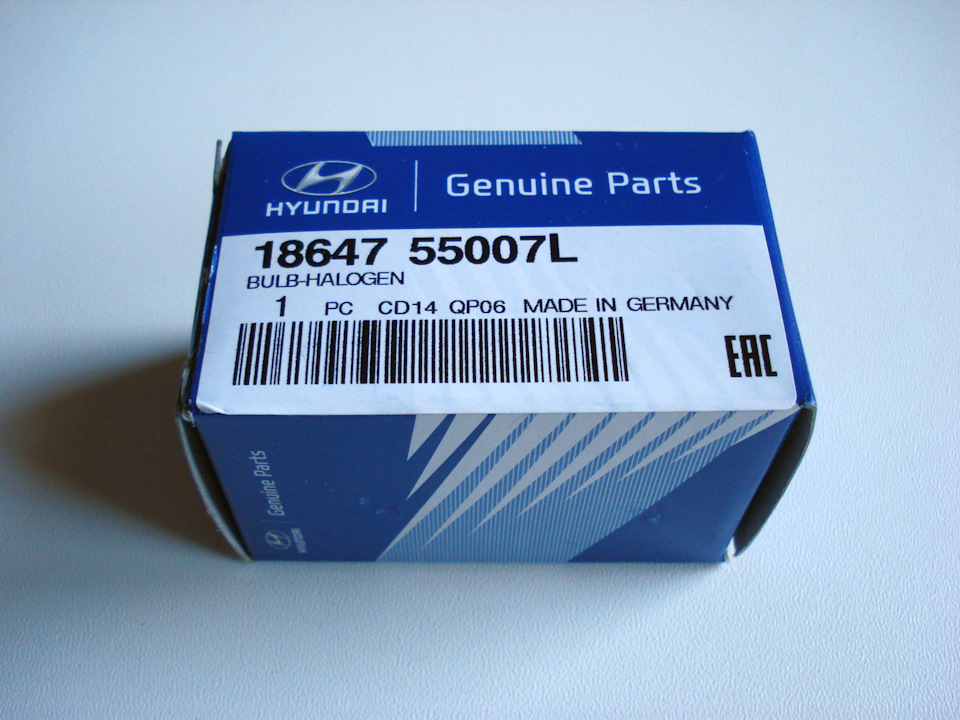 HYUNDAI
Genuine Parts
18647 55007L
BULB-HALOGEN
1 PC CD14 QP06 MADE IN GERMANY
EAC
Genuine Parts
HYUNDAI